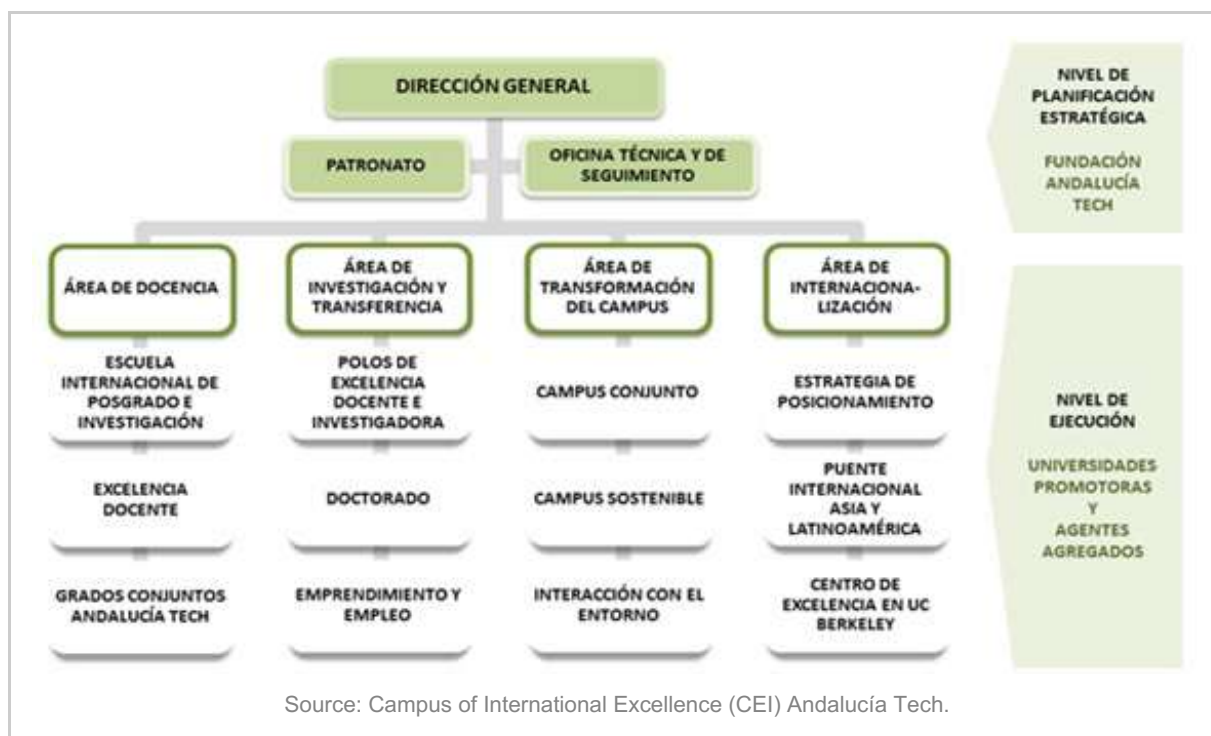 DIRECCIÓN GENERAL
PATRONATO
OFICINA TÉCNICA Y DE
SEGUIMIENTO
NIVEL DE
PLANIFICACIÓN
ESTRATÉGICA
FUNDACIÓN
ANDALUCÍA
TECH
ÁREA DE DOCENCIA
ESCUELA
INTERNACIONAL DE
POSGRADO E
INVESTIGACIÓN
EXCELENCIA
DOCENTE
GRADOS CONJUNTOS
ANDALUCÍA TECH
ÁREA DE
INVESTIGACIÓN Y
TRANSFERENCIA
POLOS DE
EXCELENCIA
DOCENTE E
INVESTIGADORA
DOCTORADO
EMPRENDIMIENTO Y
EMPLEO
ÁREA DE
TRANSFORMACIÓN
DEL CAMPUS
CAMPUS CONJUNTO
CAMPUS SOSTENIBLE
INTERACCIÓN CON EL
ENTORNO
ÁREA DE
INTERNACIONA-
LIZACIÓN
ESTRATEGIA DE
POSICIONAMIENTO
PUENTE
INTERNACIONAL
ASIA Y
LATINOAMÉRICA
CENTRO DE
EXCELENCIA EN UC
BERKELEY
NIVEL DE
EJECUCIÓN
UNIVERSIDADES
PROMOTORAS
Y
AGENTES
AGREGADOS
Source: Campus of International Excellence (CEI) Andalucía Tech.